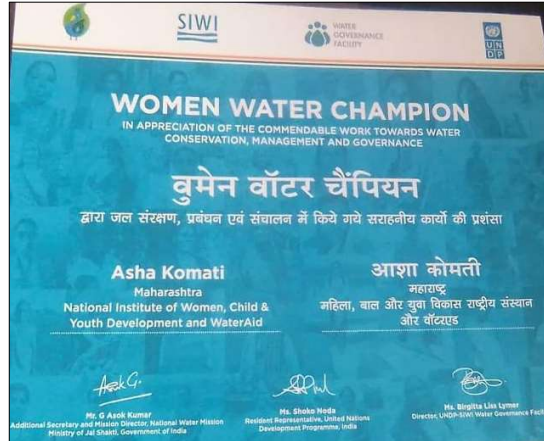 SIWI
WATER
GOVERNANCE
FACILITY
U N
D P
WOMEN WATER CHAMPION
IN APPRECIATION OF THE COMMENDABLE WORK TOWARDS WATER
CONSERVATION, MANAGEMENT AND GOVERNANCE
वुमेन वॉटर चैंपियन
द्वारा जल संरक्षण, प्रबंधन एवं संचालन में किये गये सराहनीय कार्यो की प्रशंसा
Asha Komati
Maharashtra
National Institute of Women, Child &
Youth Development and WaterAid
आशा कोमती
महाराष्ट्र
महिला, बाल और युवा विकास राष्ट्रीय संस्थान
और वॉटरएड
Mr. G Asok Kumar
Additional Secretary and Mission Director, National Water Mission
Ministry of Jal Shakti, Government of India
Ms. Shoko Noda
Resident Representative, United Nations
Development Programme, India
Ms. Birgitta Liss Lymer
Director, UNDP-SIWI Water Governance Facil